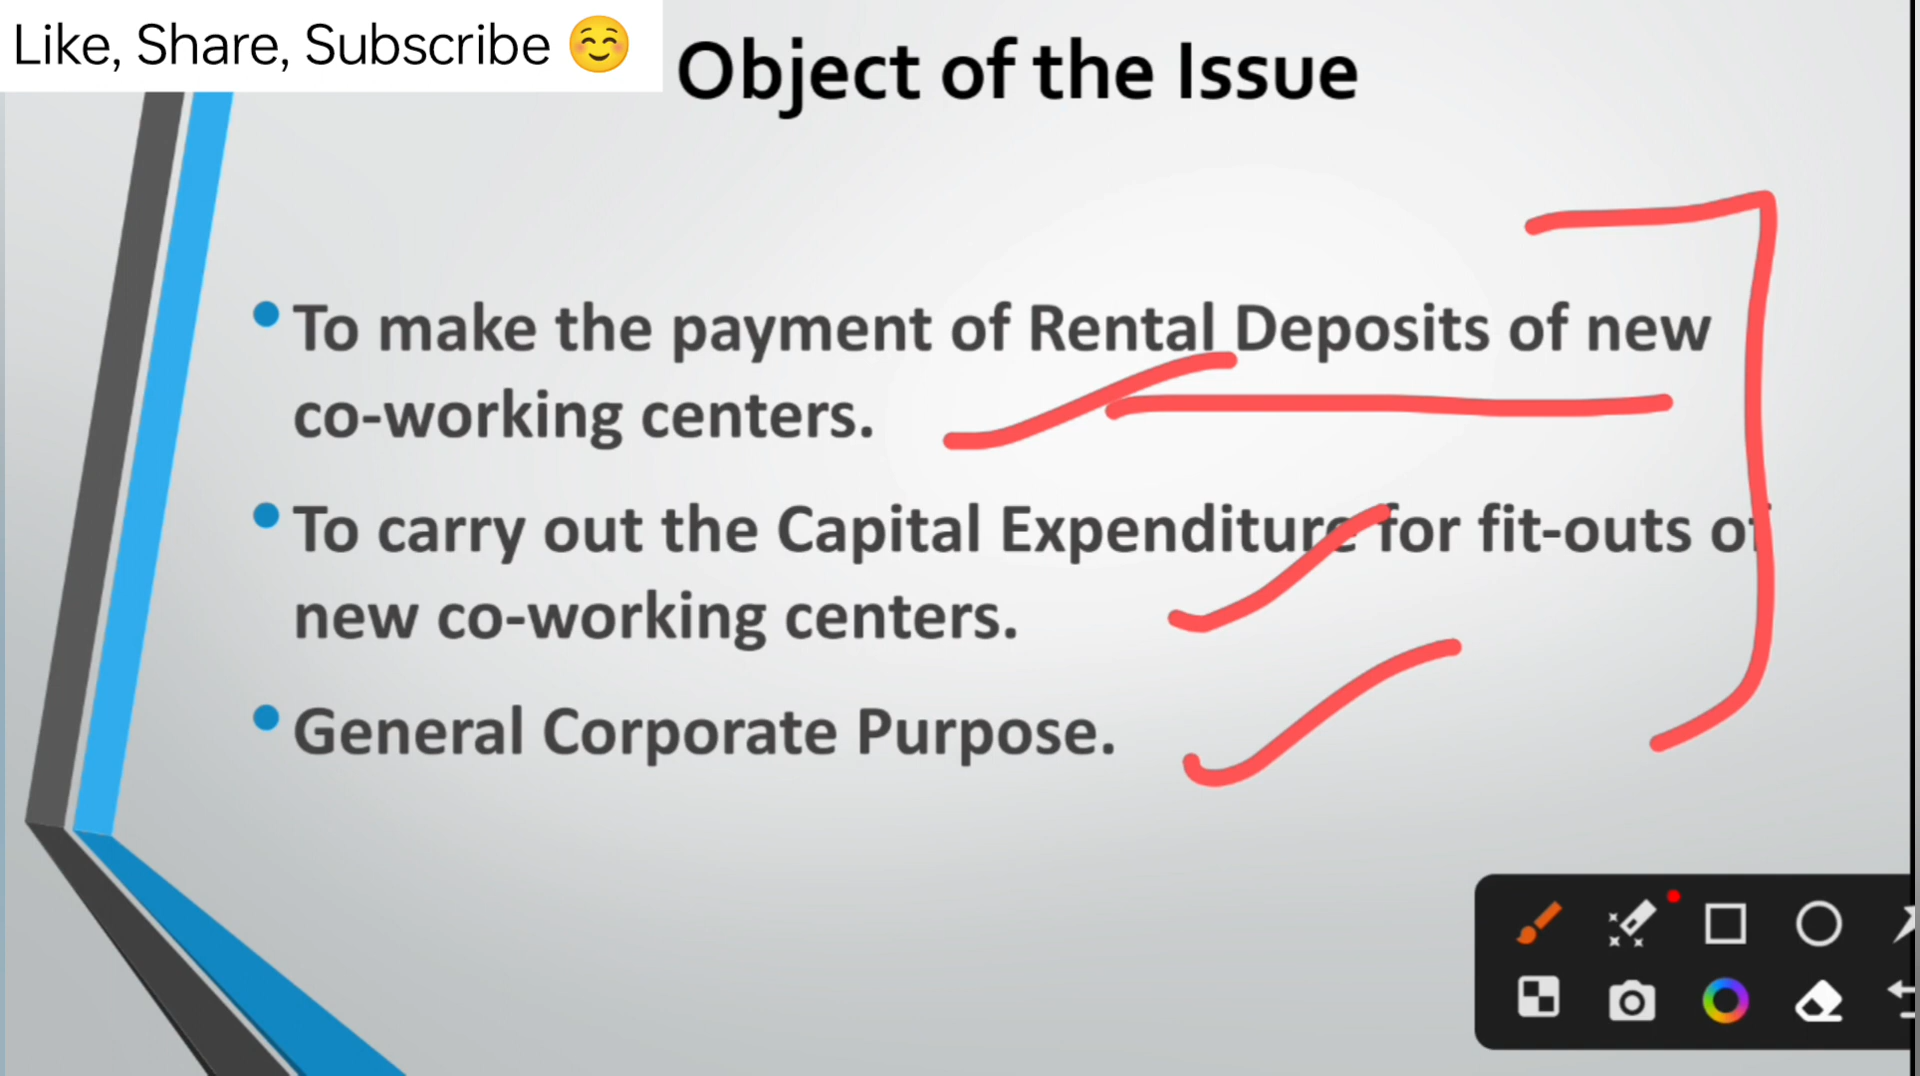 Like, Share, Subscribe 😊
Object of the Issue
To make the payment of Rental Deposits of new
co-working centers.
To carry out the Capital Expenditure for fit-outs of
new co-working centers.
General Corporate Purpose.